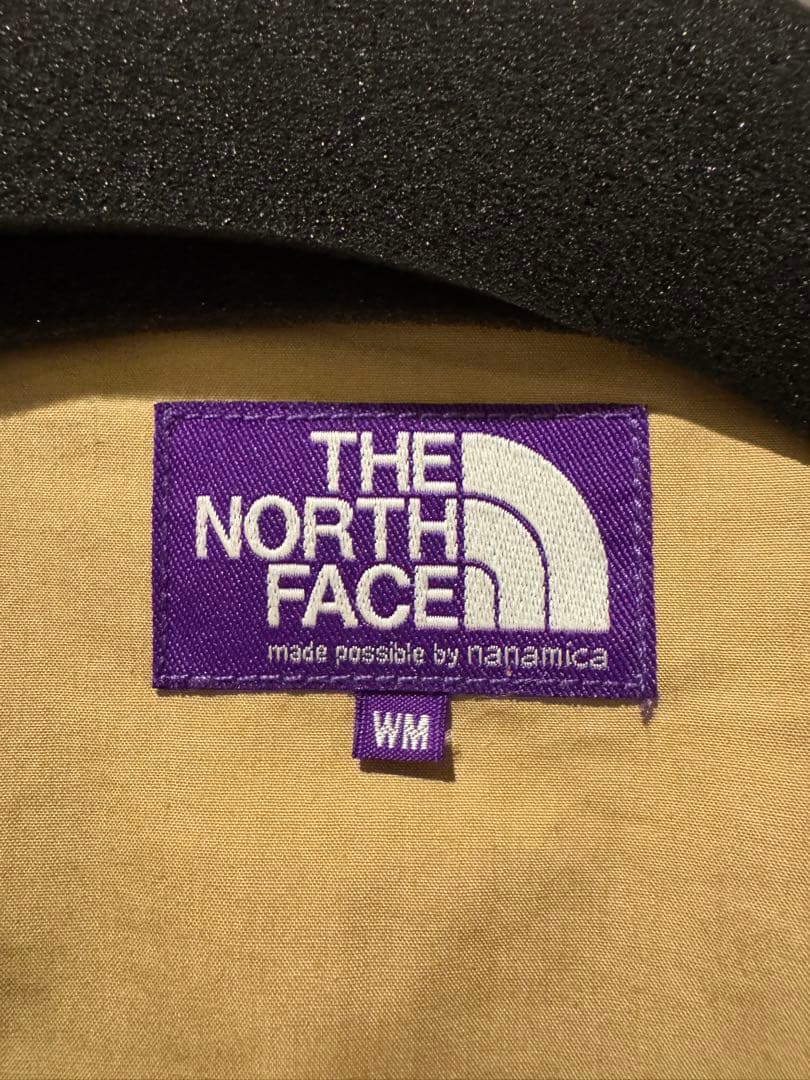 THE
NORTH
FACE
made possible by nanamica
WM